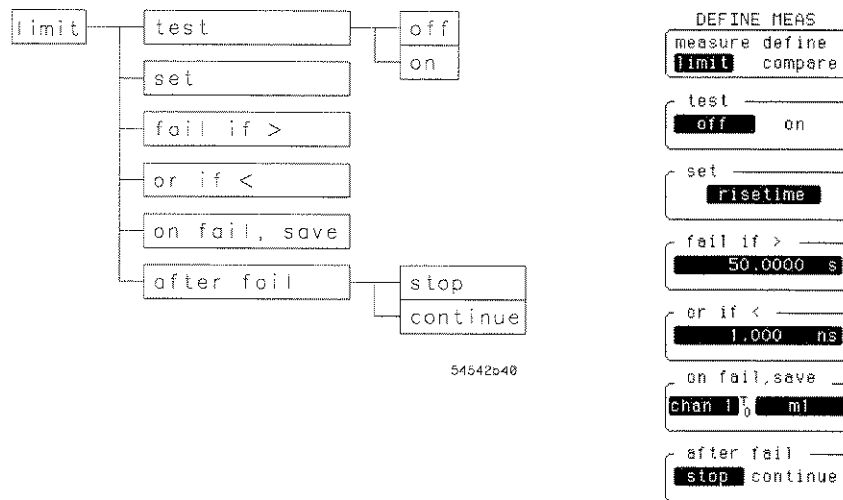 limit
test
off
on
set
fail if >
or if <
on fail, save
after fail
stop
continue
54542b40
DEFINE MEAS
measure define
limit compare
test
off on
set
risetime
fail if >
50.0000 s
or if <
1.000 ns
on fail,save
chan 1 To m1
after fail
stop continue